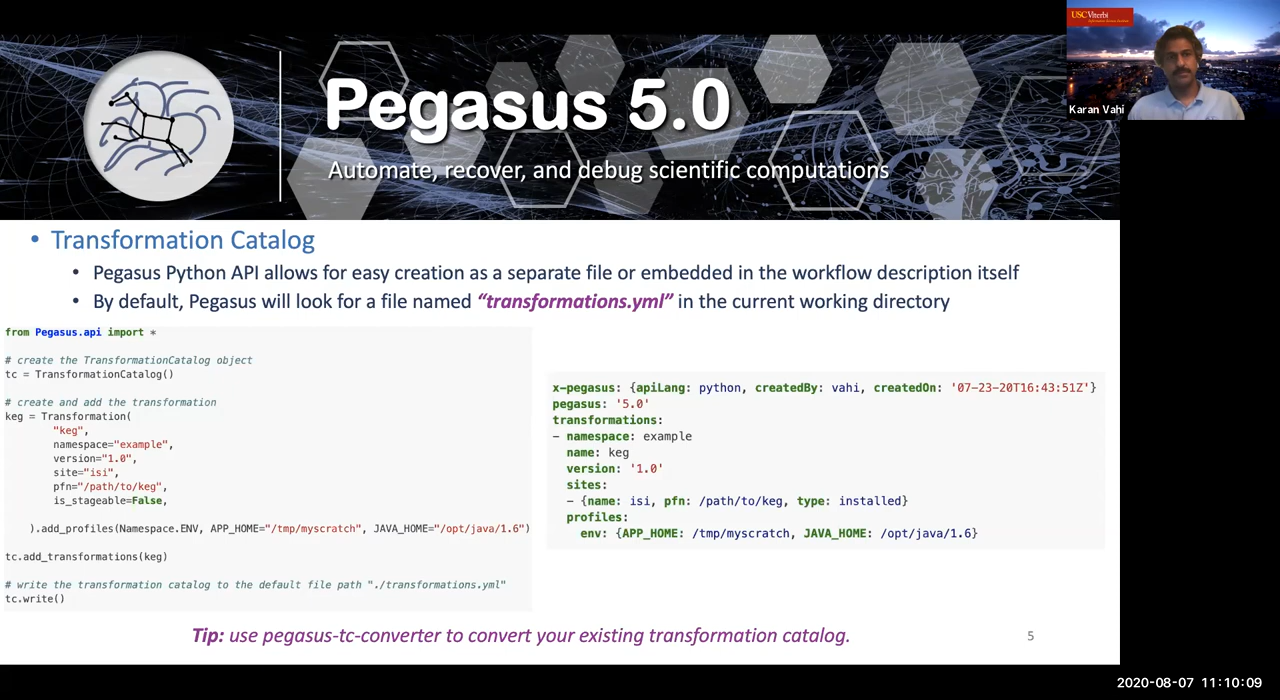 USC Viterbi
Karan Vahi
Pegasus 5.0
Automate, recover, and debug scientific computations
• Transformation Catalog
• Pegasus Python API allows for easy creation as a separate file or embedded in the workflow description itself
• By default, Pegasus will look for a file named “transformations.yml” in the current working directory
from Pegasus.api import *
# create the TransformationCatalog object
tc = TransformationCatalog()
# create and add the transformation
keg = Transformation(
"keg",
namespace="example",
version="1.0",
site="isi",
pfn="/path/to/keg",
is_stageable=False,
).add_profiles(Namespace.ENV, APP_HOME="/tmp/myscratch", JAVA_HOME="/opt/java/1.6")
tc.add_transformations(keg)
# write the transformation catalog to the default file path "./transformations.yml"
tc.write()
x-pegasus: {apiLang: python, createdBy: vahi, createdOn: '07-23-20T16:43:51Z'}
pegasus: '5.0'
transformations:
- namespace: example
name: keg
version: '1.0'
sites:
- {name: isi, pfn: /path/to/keg, type: installed}
profiles:
env: {APP_HOME: /tmp/myscratch, JAVA_HOME: /opt/java/1.6}
Tip: use pegasus-tc-converter to convert your existing transformation catalog.
5
2020-08-07 11:10:09